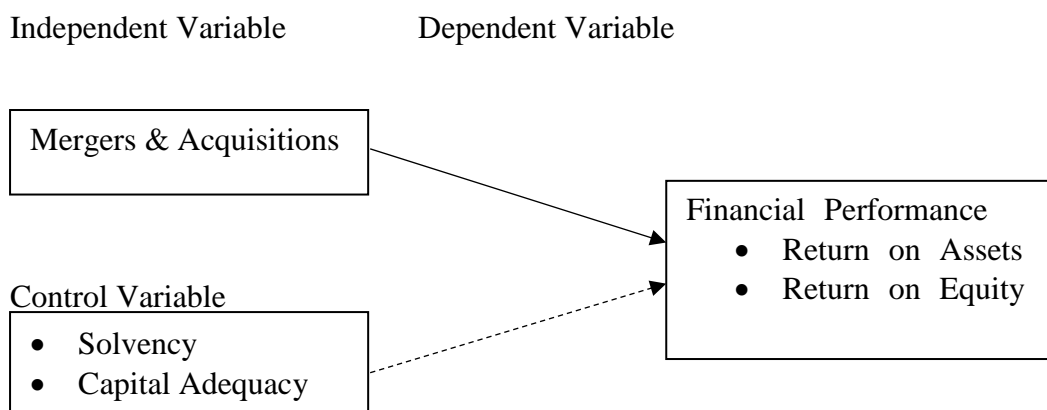 Independent Variable
Dependent Variable
Mergers & Acquisitions
Financial Performance
• Return on Assets
• Return on Equity
Control Variable
• Solvency
• Capital Adequacy